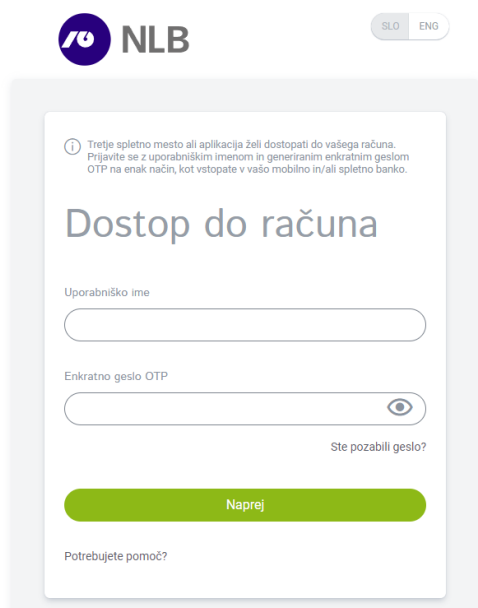 NLB
SLO ENG
Tretje spletno mesto ali aplikacija želi dostopati do vašega računa.
Prijavite se z uporabniškim imenom in generiranim enkratnim geslom
OTP na enak način, kot vstopate v vašo mobilno in/ali spletno banko.
Dostop do računa
Uporabniško ime
Enkratno geslo OTP
Ste pozabili geslo?
Naprej
Potrebujete pomoč?